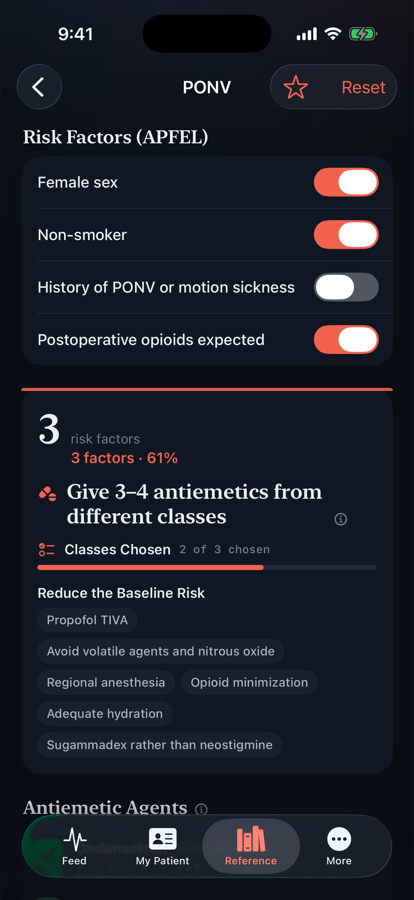 9:41
PONV
Reset
Risk Factors (APFEL)
Female sex
Non-smoker
History of PONV or motion sickness
Postoperative opioids expected
3
risk factors
3 factors · 61%
Give 3–4 antiemetics from
different classes
Classes Chosen 2 of 3 chosen
Reduce the Baseline Risk
Propofol TIVA
Avoid volatile agents and nitrous oxide
Regional anesthesia
Opioid minimization
Adequate hydration
Sugammadex rather than neostigmine
Antiemetic Agents
Feed
My Patient
Reference
More